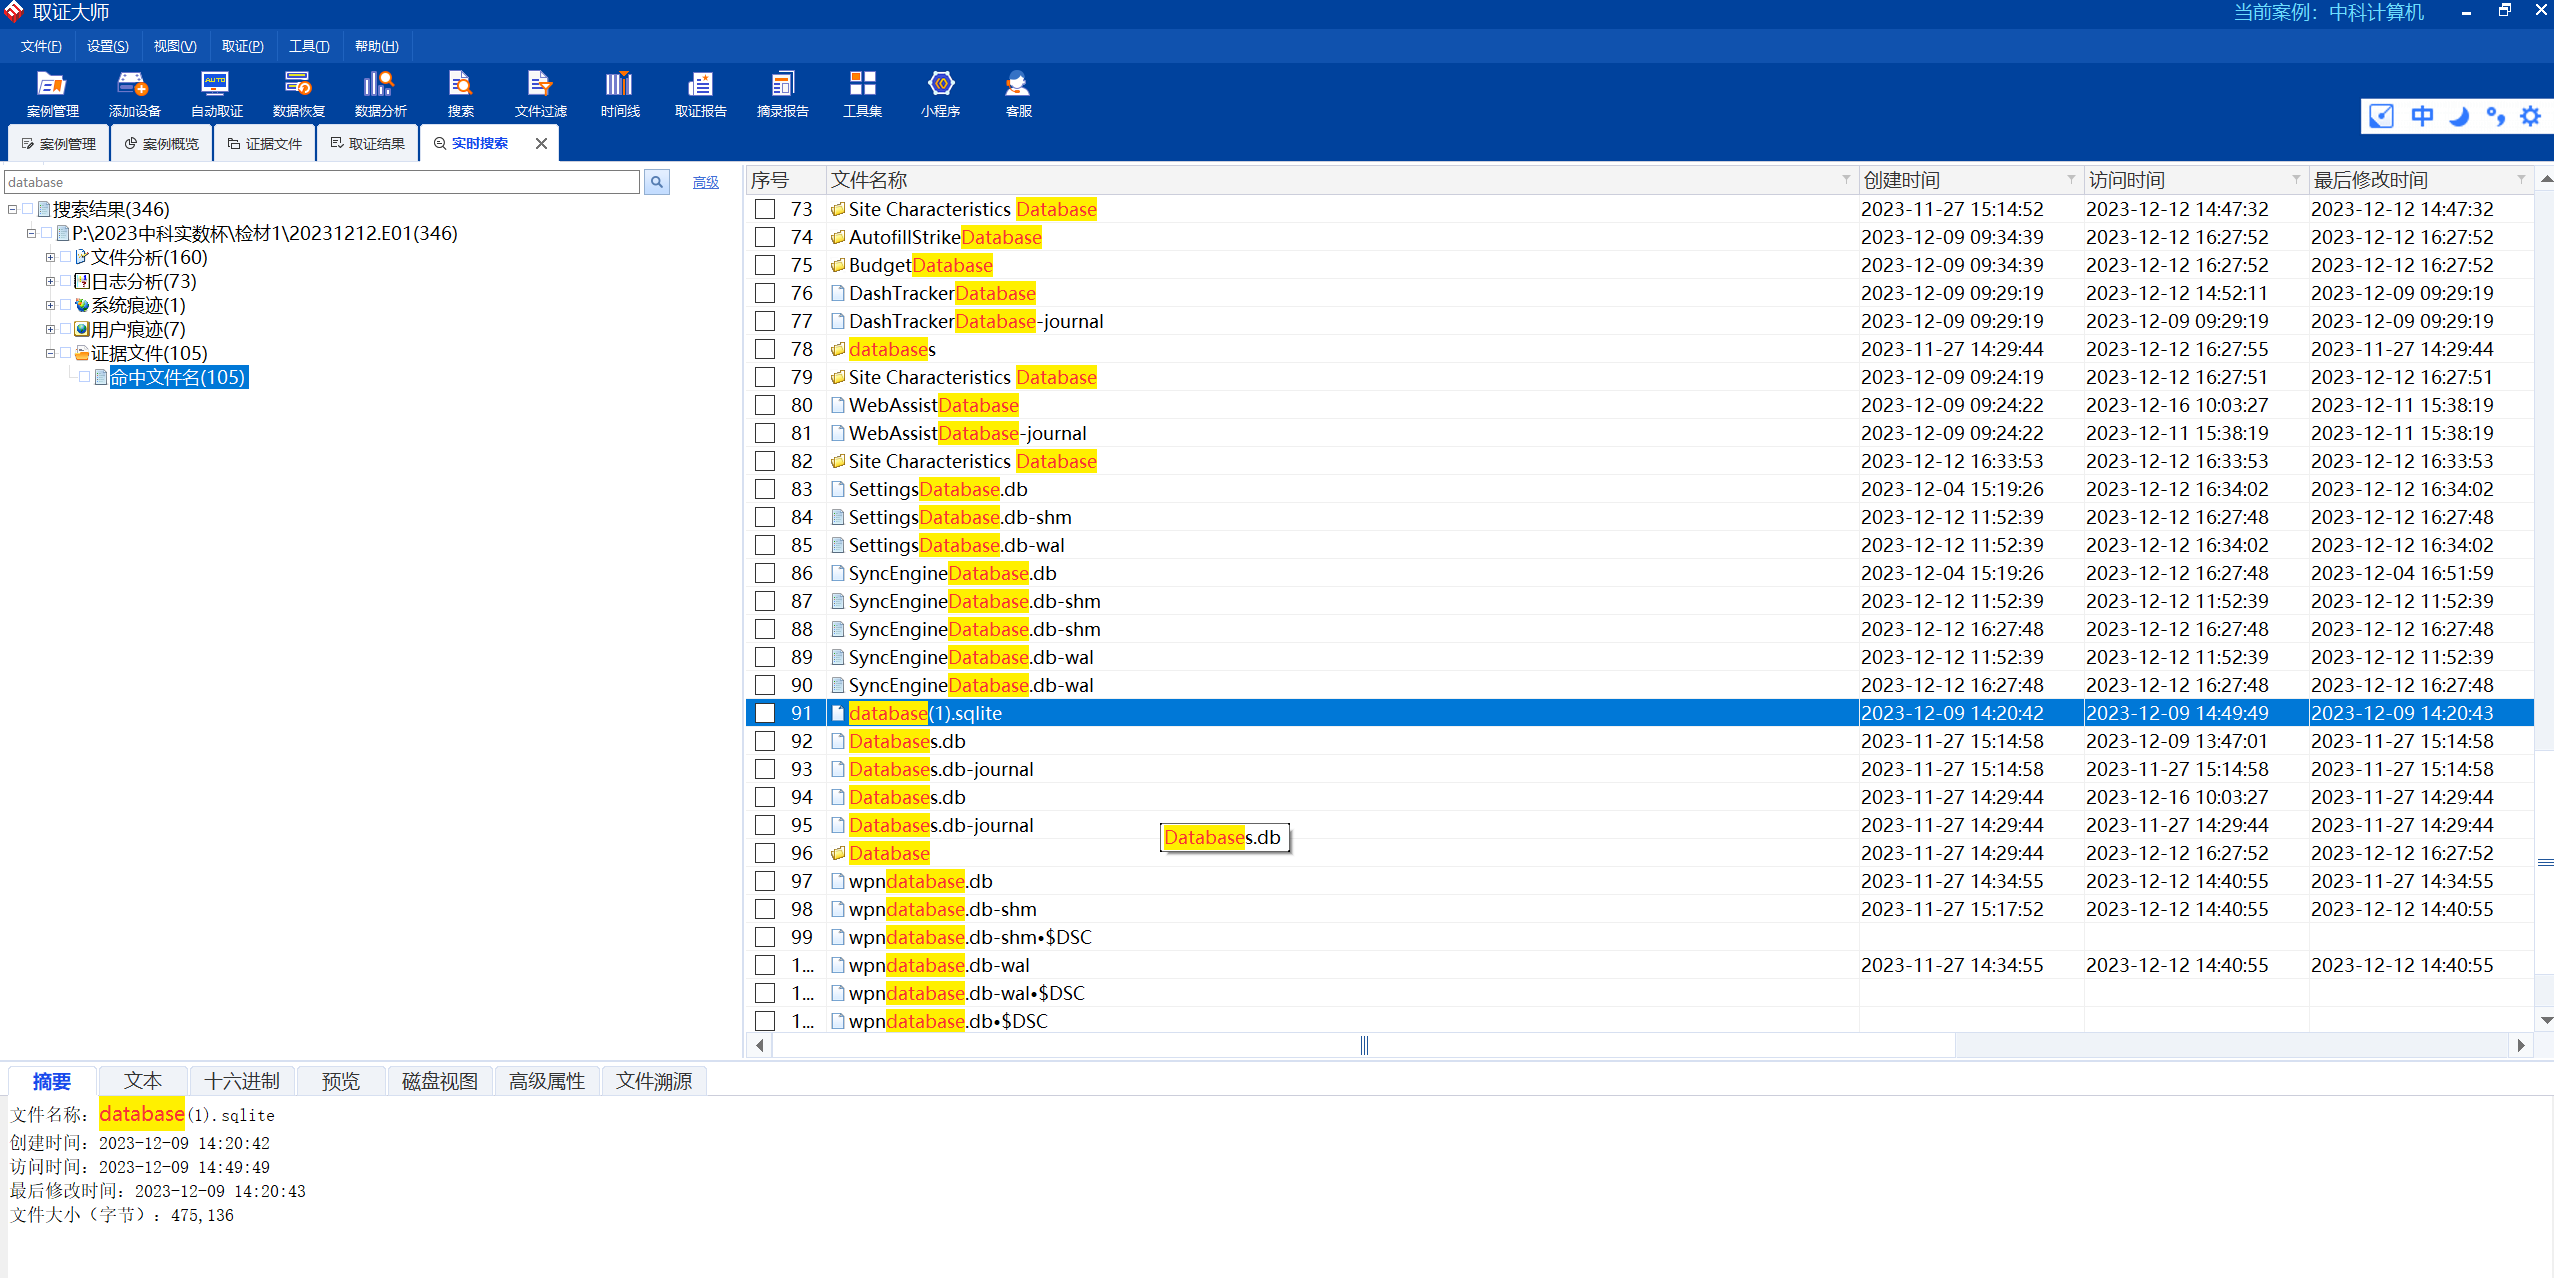 取证大师
当前案例：中科计算机
文件(F) 设置(S) 视图(V) 取证(P) 工具(T) 帮助(H)
案例管理 添加设备 自动取证 数据恢复 数据分析 搜索 文件过滤 时间线 取证报告 摘录报告 工具集 小程序 客服
中
案例管理 案例概览 证据文件 取证结果 实时搜索
database 高级
搜索结果(346)
P:\2023中科实数杯\检材1\20231212.E01(346)
文件分析(160)
日志分析(73)
系统痕迹(1)
用户痕迹(7)
证据文件(105)
命中文件名(105)
序号 文件名称 创建时间 访问时间 最后修改时间
73 Site Characteristics Database 2023-11-27 15:14:52 2023-12-12 14:47:32 2023-12-12 14:47:32
74 AutofillStrikeDatabase 2023-12-09 09:34:39 2023-12-12 16:27:52 2023-12-12 16:27:52
75 BudgetDatabase 2023-12-09 09:34:39 2023-12-12 16:27:52 2023-12-12 16:27:52
76 DashTrackerDatabase 2023-12-09 09:29:19 2023-12-12 14:52:11 2023-12-09 09:29:19
77 DashTrackerDatabase-journal 2023-12-09 09:29:19 2023-12-09 09:29:19 2023-12-09 09:29:19
78 databases 2023-11-27 14:29:44 2023-12-12 16:27:55 2023-11-27 14:29:44
79 Site Characteristics Database 2023-12-09 09:24:19 2023-12-12 16:27:51 2023-12-12 16:27:51
80 WebAssistDatabase 2023-12-09 09:24:22 2023-12-16 10:03:27 2023-12-11 15:38:19
81 WebAssistDatabase-journal 2023-12-09 09:24:22 2023-12-11 15:38:19 2023-12-11 15:38:19
82 Site Characteristics Database 2023-12-12 16:33:53 2023-12-12 16:33:53 2023-12-12 16:33:53
83 SettingsDatabase.db 2023-12-04 15:19:26 2023-12-12 16:34:02 2023-12-12 16:34:02
84 SettingsDatabase.db-shm 2023-12-12 11:52:39 2023-12-12 16:27:48 2023-12-12 16:27:48
85 SettingsDatabase.db-wal 2023-12-12 11:52:39 2023-12-12 16:34:02 2023-12-12 16:34:02
86 SyncEngineDatabase.db 2023-12-04 15:19:26 2023-12-12 16:27:48 2023-12-04 16:51:59
87 SyncEngineDatabase.db-shm 2023-12-12 11:52:39 2023-12-12 11:52:39 2023-12-12 11:52:39
88 SyncEngineDatabase.db-shm 2023-12-12 16:27:48 2023-12-12 16:27:48 2023-12-12 16:27:48
89 SyncEngineDatabase.db-wal 2023-12-12 11:52:39 2023-12-12 11:52:39 2023-12-12 11:52:39
90 SyncEngineDatabase.db-wal 2023-12-12 16:27:48 2023-12-12 16:27:48 2023-12-12 16:27:48
91 database(1).sqlite 2023-12-09 14:20:42 2023-12-09 14:49:49 2023-12-09 14:20:43
92 Databases.db 2023-11-27 15:14:58 2023-12-09 13:47:01 2023-11-27 15:14:58
93 Databases.db-journal 2023-11-27 15:14:58 2023-11-27 15:14:58 2023-11-27 15:14:58
94 Databases.db 2023-11-27 14:29:44 2023-12-16 10:03:27 2023-11-27 14:29:44
95 Databases.db-journal 2023-11-27 14:29:44 2023-11-27 14:29:44 2023-11-27 14:29:44
Databases.db
96 Database 2023-11-27 14:29:44 2023-12-12 16:27:52 2023-12-12 16:27:52
97 wpndatabase.db 2023-11-27 14:34:55 2023-12-12 14:40:55 2023-11-27 14:34:55
98 wpndatabase.db-shm 2023-11-27 15:17:52 2023-12-12 14:40:55 2023-12-12 14:40:55
99 wpndatabase.db-shm•$DSC
1... wpndatabase.db-wal 2023-11-27 14:34:55 2023-12-12 14:40:55 2023-12-12 14:40:55
1... wpndatabase.db-wal•$DSC
1... wpndatabase.db•$DSC
摘要 文本 十六进制 预览 磁盘视图 高级属性 文件溯源
文件名称：database(1).sqlite
创建时间：2023-12-09 14:20:42
访问时间：2023-12-09 14:49:49
最后修改时间：2023-12-09 14:20:43
文件大小（字节）：475,136